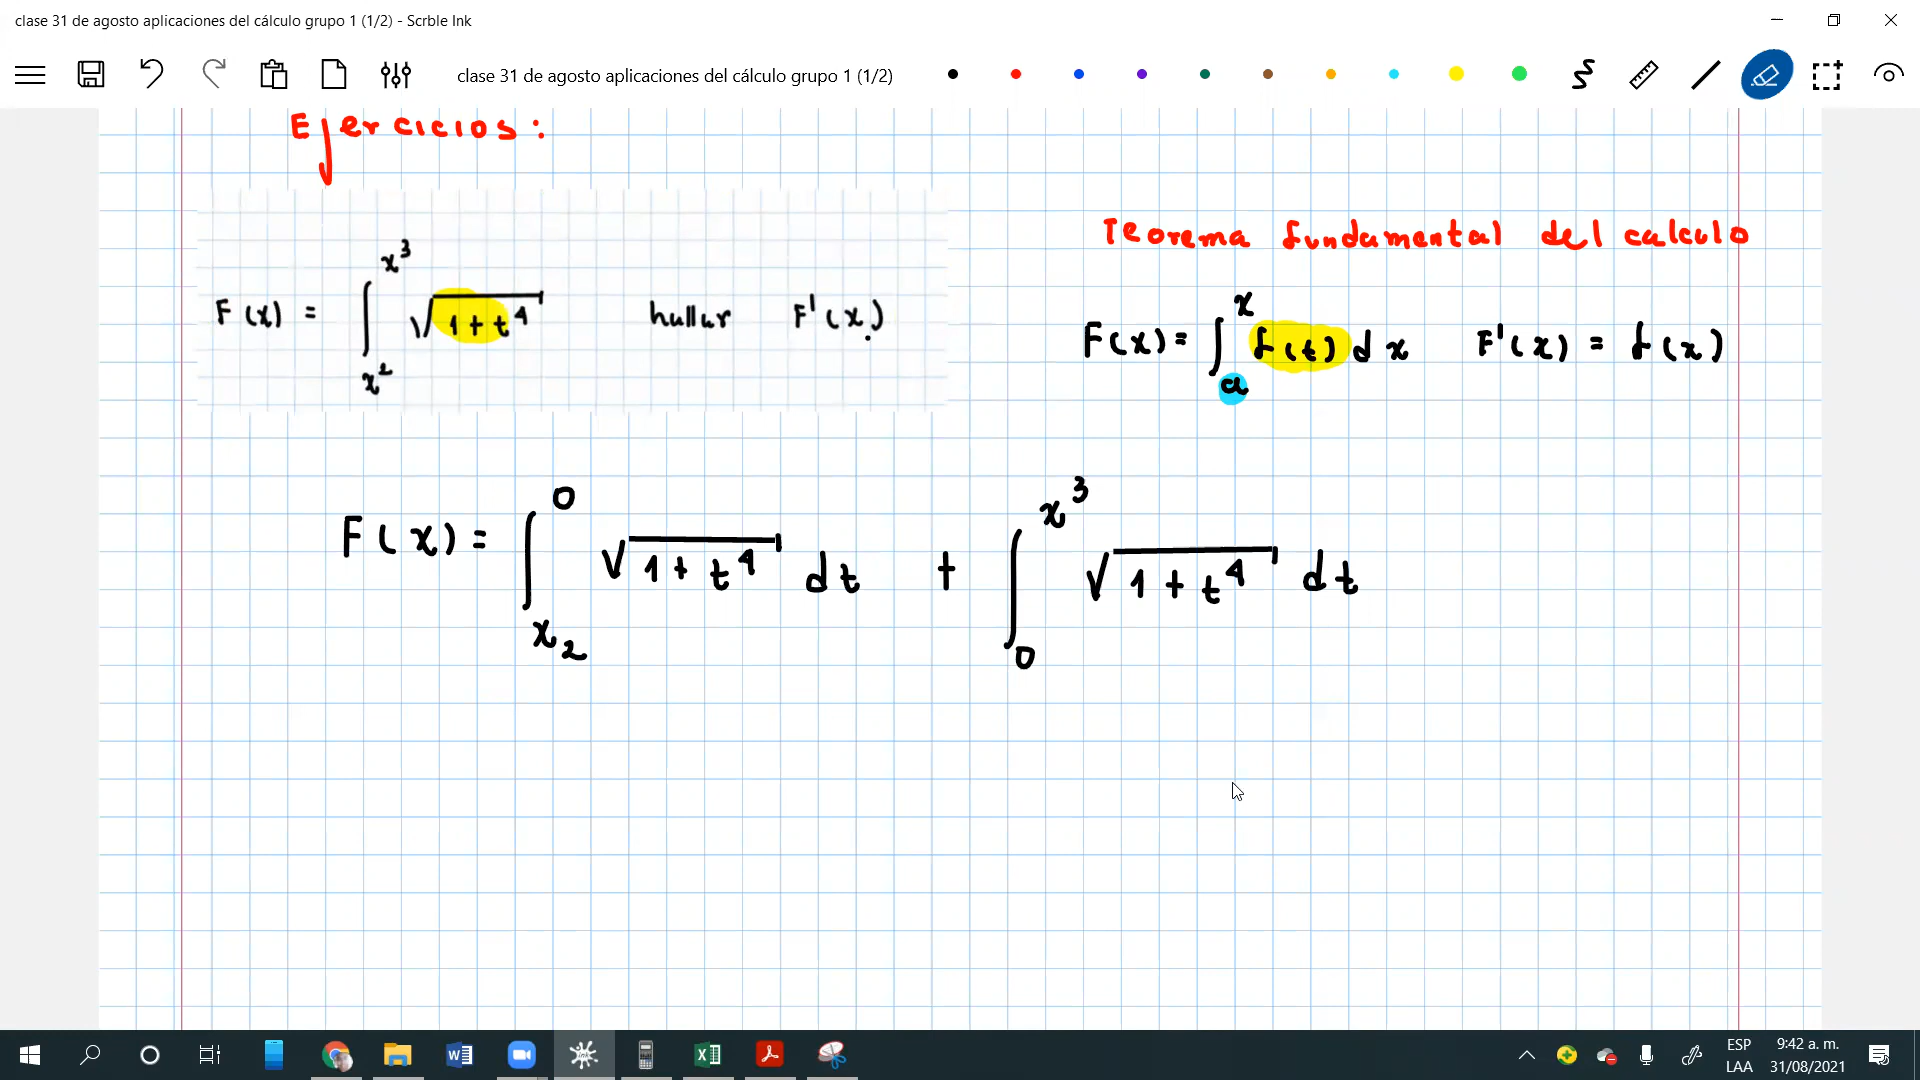 clase 31 de agosto aplicaciones del cálculo grupo 1 (1/2) - Scrble Ink
clase 31 de agosto aplicaciones del cálculo grupo 1 (1/2)
Ejercicios:
F(x) = ∫_{x²}^{x³} √(1+t⁴) hallar F'(x).
Teorema fundamental del calculo
F(x) = ∫_a^x f(t) dx F'(x) = f(x)
F(x) = ∫_{x₂}^0 √(1+t⁴) dt + ∫_0^{x³} √(1+t⁴) dt
ESP 9:42 a. m.
LAA 31/08/2021